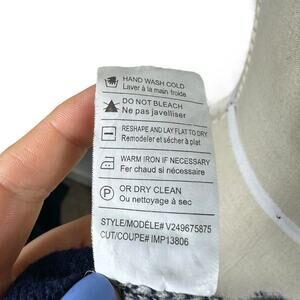 HAND WASH COLD
Laver à la main froide
DO NOT BLEACH
Ne pas javelliser
RESHAPE AND LAY FLAT TO DRY
Remodeler et sécher à plat
WARM IRON IF NECESSARY
Fer chaud si nécessaire
P
OR DRY CLEAN
Ou nettoyage à sec
STYLE/MODÈLE# V249675875
CUT/COUPE# IMP13806